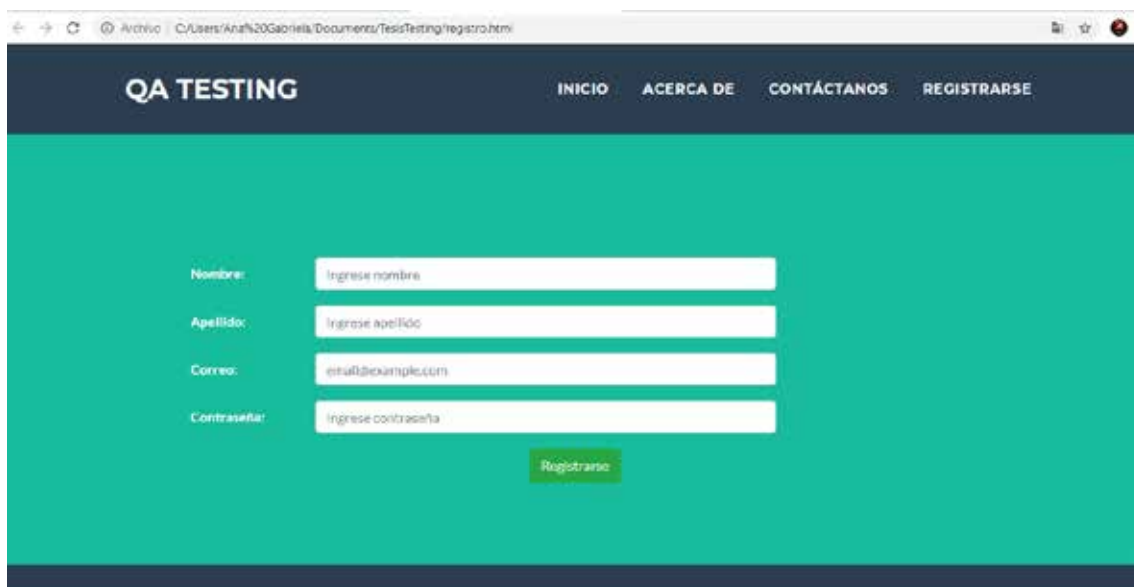 Archivo C:/Users/Ana%20Gabriela/Documents/TesisTesting/registro.html
QA TESTING INICIO ACERCA DE CONTÁCTANOS REGISTRARSE
Nombre: Ingrese nombre
Apellido: Ingrese apellido
Correo: email@example.com
Contraseña: Ingrese contraseña
Registrarse